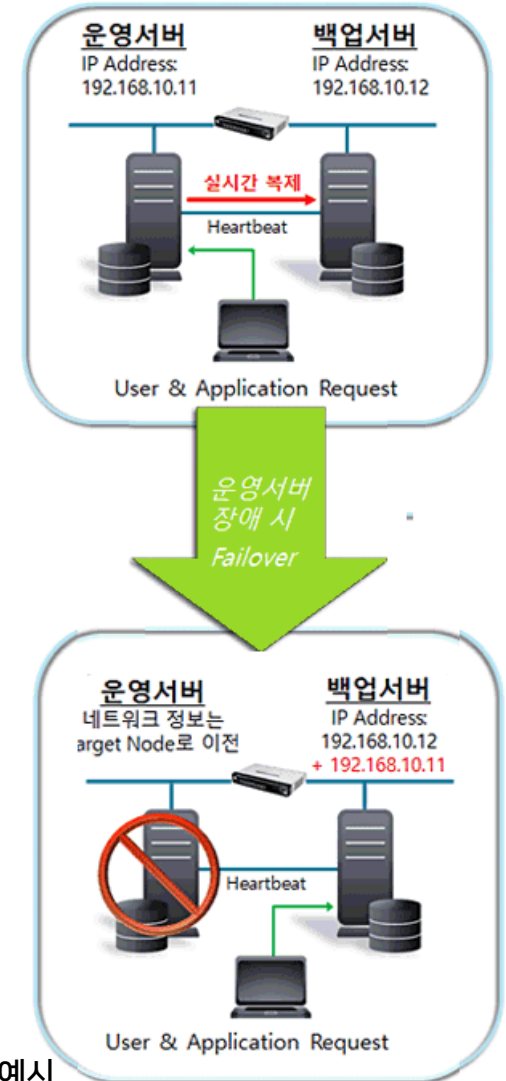 운영서버
IP Address:
192.168.10.11
백업서버
IP Address:
192.168.10.12
실시간 복제
Heartbeat
User & Application Request
운영서버
장애 시
Failover
운영서버
네트워크 정보는
arget Node로 이전
백업서버
IP Address:
192.168.10.12
+ 192.168.10.11
Heartbeat
User & Application Request
예시